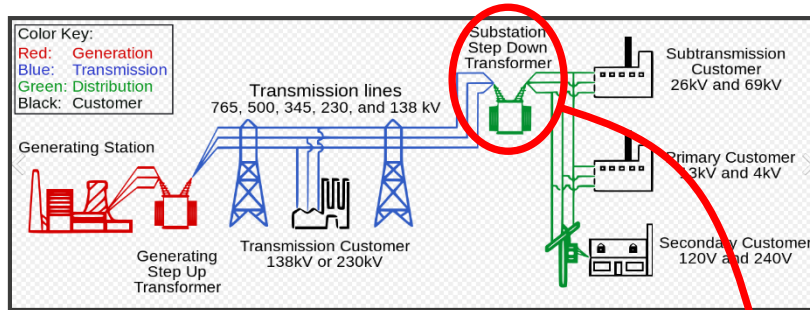 Color Key:
Red: Generation
Blue: Transmission
Green: Distribution
Black: Customer
Substation
Step Down
Transformer
Subtransmission
Customer
26kV and 69kV
Transmission lines
765, 500, 345, 230, and 138 kV
Generating Station
Primary Customer
13kV and 4kV
Transmission Customer
138kV or 230kV
Generating
Step Up
Transformer
Secondary Customer
120V and 240V